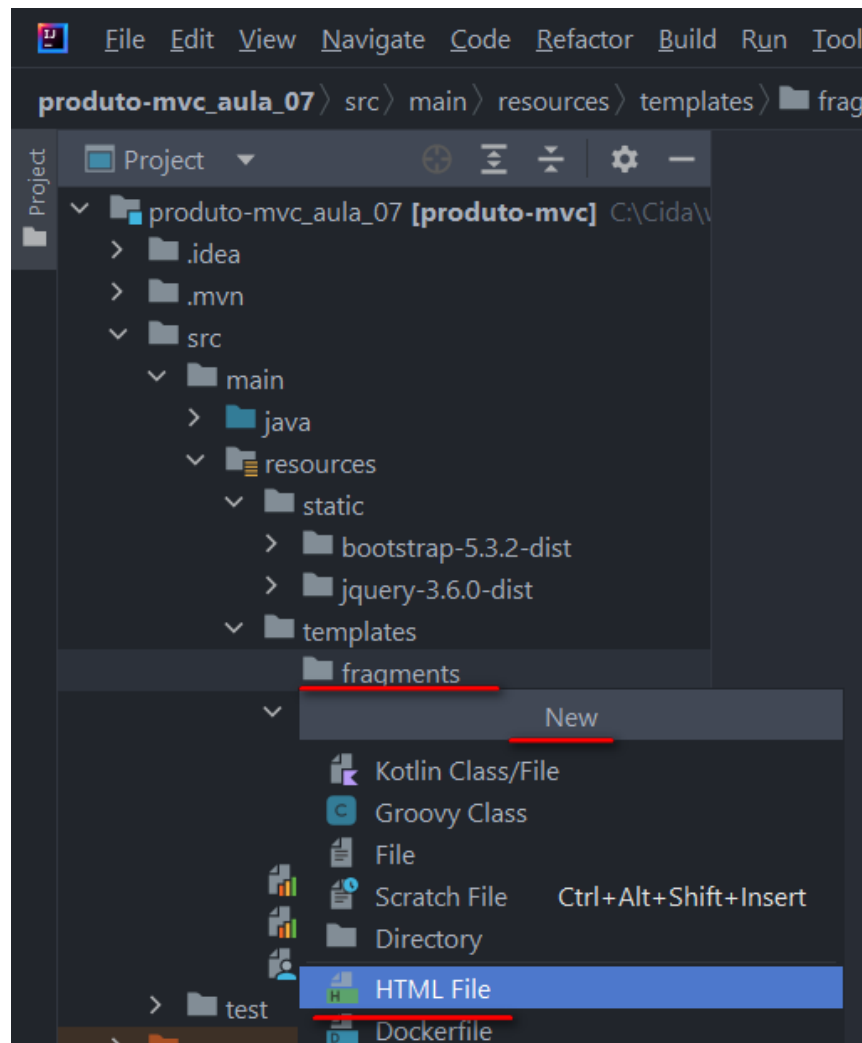 File Edit View Navigate Code Refactor Build Run Tool
produto-mvc_aula_07 〉 src 〉 main 〉 resources 〉 templates 〉 frag
Project
Project
produto-mvc_aula_07 [produto-mvc] C:\Cida\
.idea
.mvn
src
main
java
resources
static
bootstrap-5.3.2-dist
jquery-3.6.0-dist
templates
fragments
New
Kotlin Class/File
Groovy Class
File
Scratch File Ctrl+Alt+Shift+Insert
Directory
HTML File
test
Dockerfile